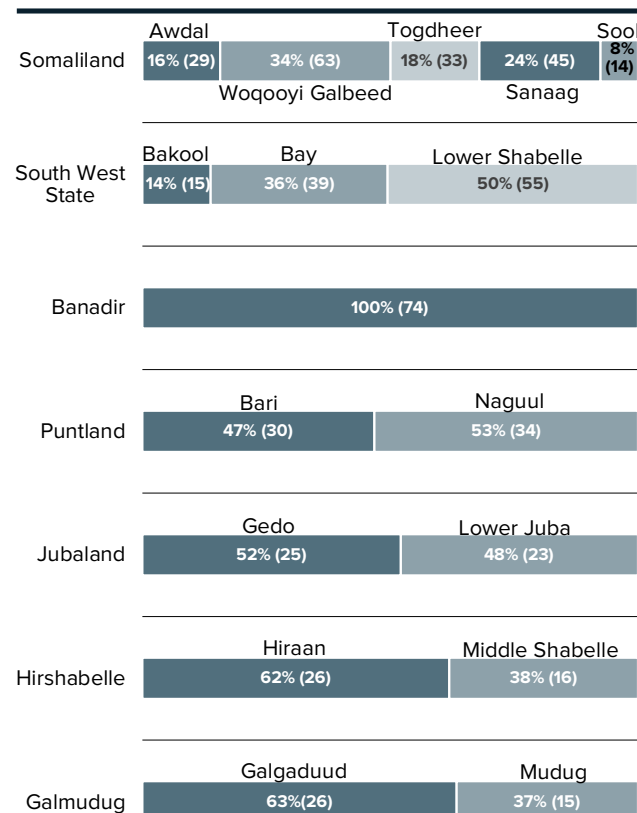 Awdal Togdheer Sool
Somaliland 16% (29) 34% (63) 18% (33) 24% (45) 8% (14)
Woqooyi Galbeed Sanaag
Bakool Bay Lower Shabelle
South West State 14% (15) 36% (39) 50% (55)
Banadir 100% (74)
Bari Naguul
Puntland 47% (30) 53% (34)
Gedo Lower Juba
Jubaland 52% (25) 48% (23)
Hiraan Middle Shabelle
Hirshabelle 62% (26) 38% (16)
Galgaduud Mudug
Galmudug 63%(26) 37% (15)